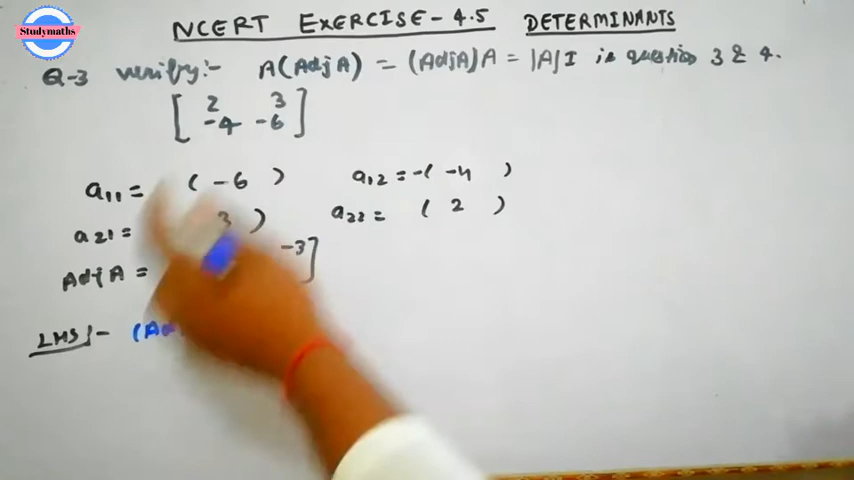 Studymaths
NCERT EXERCISE-4.5 DETERMINANTS
Q-3 verify:- A(AdjA) = (AdjA)A = |A|I in question 3 & 4.
[ 2 3
-4 -6 ]
a11 = ( -6 ) a12 = -( -4 )
a21 = 3 ) a22 = ( 2 )
AdjA = -3 ]
LHS:- (Ad